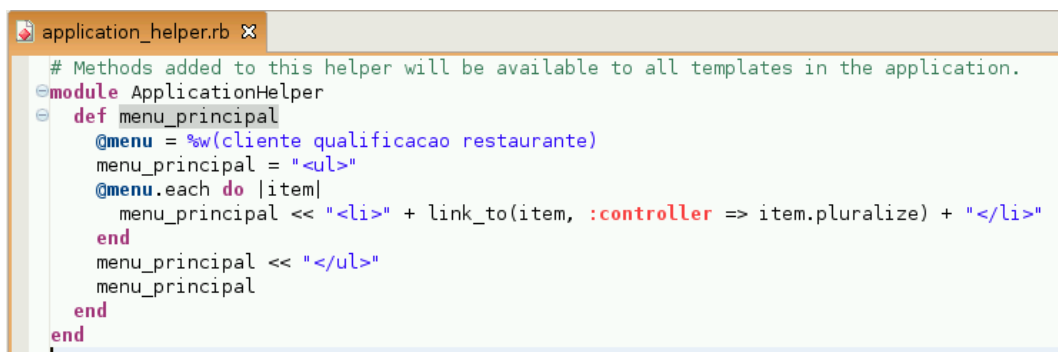 application_helper.rb
# Methods added to this helper will be available to all templates in the application.
module ApplicationHelper
  def menu_principal
    @menu = %w(cliente qualificacao restaurante)
    menu_principal = "<ul>"
    @menu.each do |item|
      menu_principal << "<li>" + link_to(item, :controller => item.pluralize) + "</li>"
    end
    menu_principal << "</ul>"
    menu_principal
  end
end